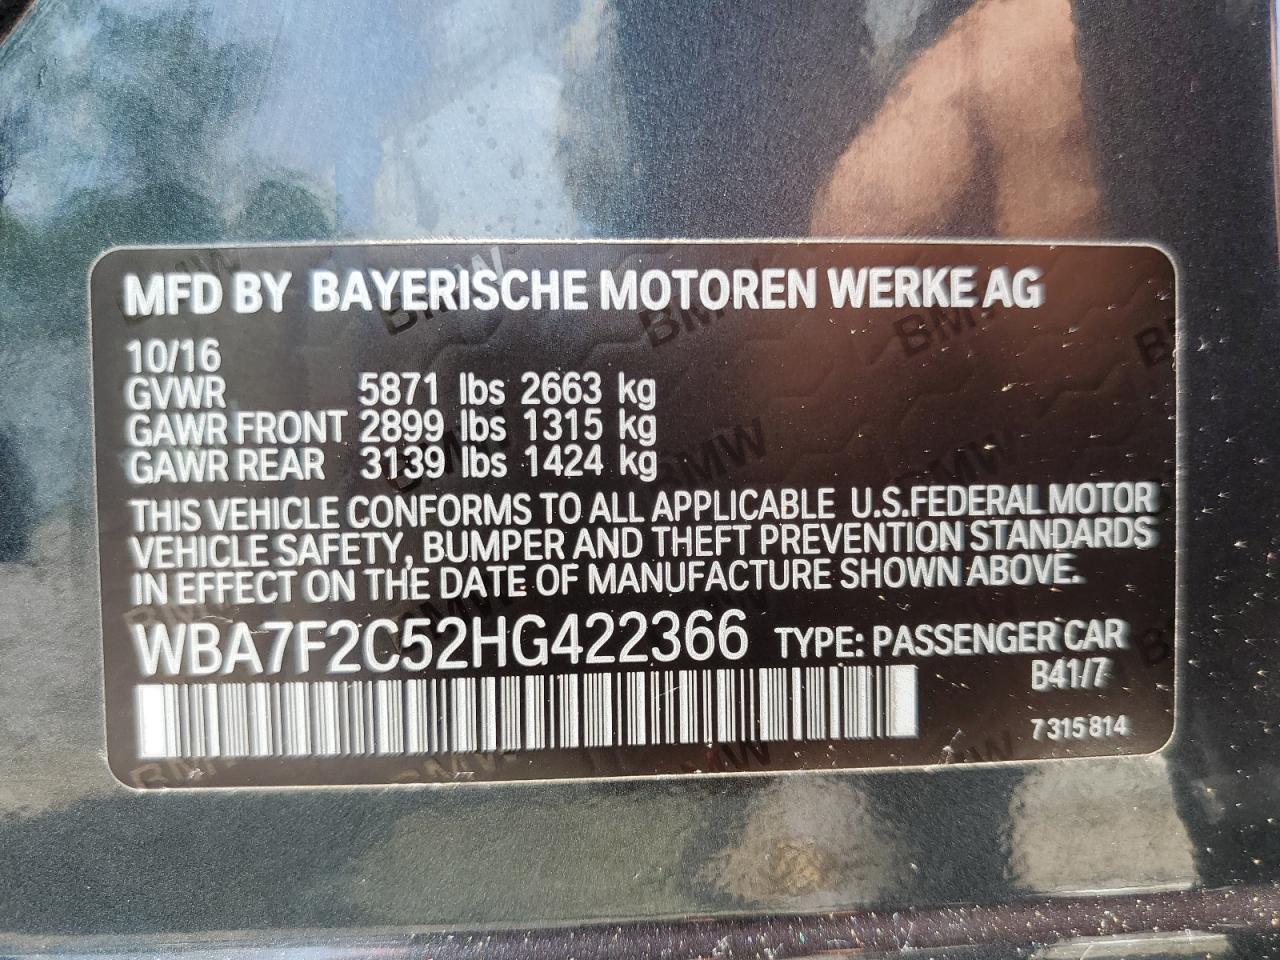 MFD BY BAYERISCHE MOTOREN WERKE AG
10/16
GVWR 5871 lbs 2663 kg
GAWR FRONT 2899 lbs 1315 kg
GAWR REAR 3139 lbs 1424 kg
THIS VEHICLE CONFORMS TO ALL APPLICABLE U.S.FEDERAL MOTOR
VEHICLE SAFETY, BUMPER AND THEFT PREVENTION STANDARDS
IN EFFECT ON THE DATE OF MANUFACTURE SHOWN ABOVE.
WBA7F2C52HG422366 TYPE: PASSENGER CAR
B41/7
7 315 814